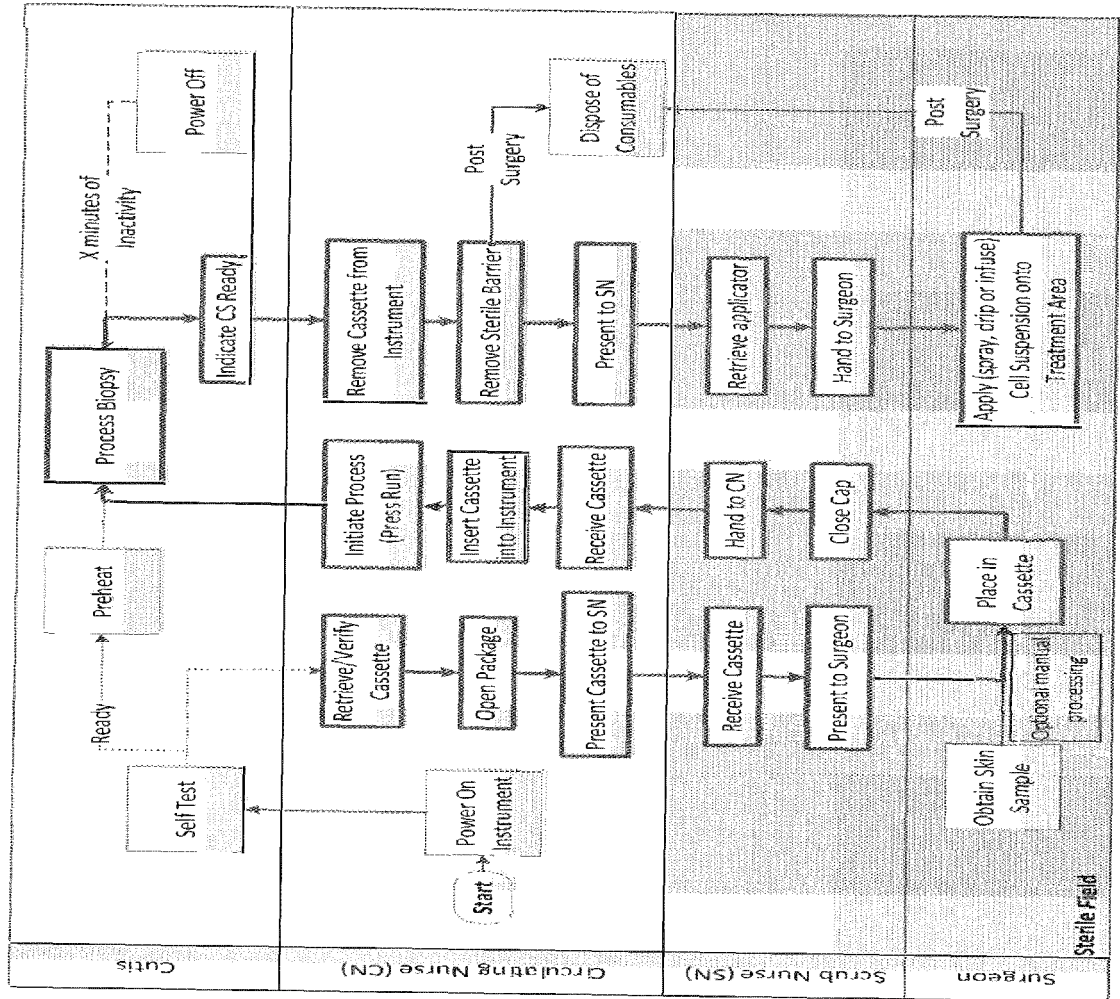 Cutis
Self Test
Ready
Preheat
Process Biopsy
X minutes of
Inactivity
Power Off
Indicate CS Ready
Circulating Nurse (CN)
Start
Power On
Instrument
Retrieve/Verify
Cassette
Open Package
Present Cassette to SN
Initiate Process
(Press Run)
Insert Cassette
into Instrument
Receive Cassette
Remove Cassette from
Instrument
Remove Sterile Barrier
Present to SN
Post
Surgery
Dispose of
Consumables
Scrub Nurse (SN)
Receive Cassette
Present to Surgeon
Hand to CN
Close Cap
Retrieve applicator
Hand to Surgeon
Surgeon
Sterile Field
Obtain Skin
Sample
Optional manual
processing
Place in
Cassette
Apply (spray, drip or infuse)
Cell Suspension onto
Treatment Area
Post
Surgery